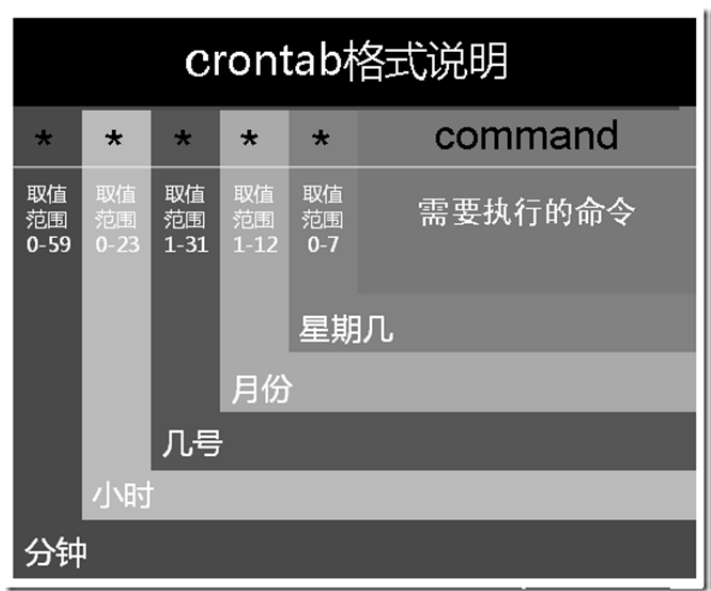 crontab格式说明
* * * * * command
取值 取值 取值 取值 取值
范围 范围 范围 范围 范围
0-59 0-23 1-31 1-12 0-7
需要执行的命令
星期几
月份
几号
小时
分钟